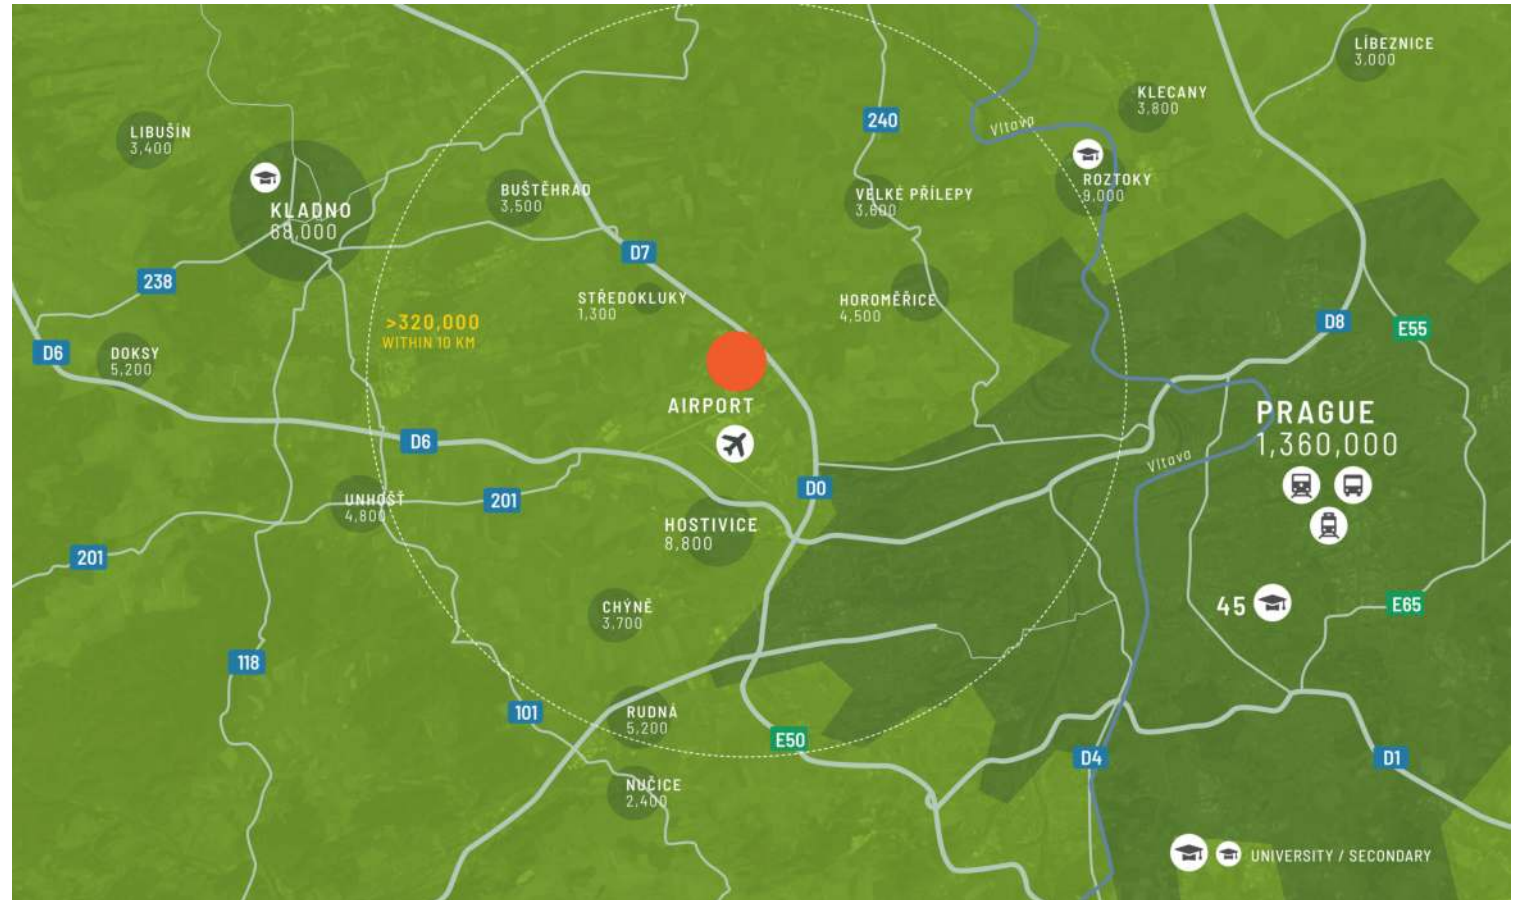 LÍBEZNICE
3,000
KLECANY
3,800
240
Vltava
LIBUŠÍN
3,400
ROZTOKY
9,000
BUŠTĚHRAD
3,500
VELKÉ PŘÍLEPY
3,600
KLADNO
68,000
D7
238
STŘEDOKLUKY
1,300
HOROMĚŘICE
4,500
>320,000
WITHIN 10 KM
D8
E55
D6
DOKSY
5,200
AIRPORT
PRAGUE
1,360,000
D6
Vltava
UNHOŠŤ
4,800
201
D0
HOSTIVICE
8,800
201
CHÝNĚ
3,700
45
E65
118
101
RUDNÁ
5,200
E50
D4
D1
NUČICE
2,400
UNIVERSITY / SECONDARY